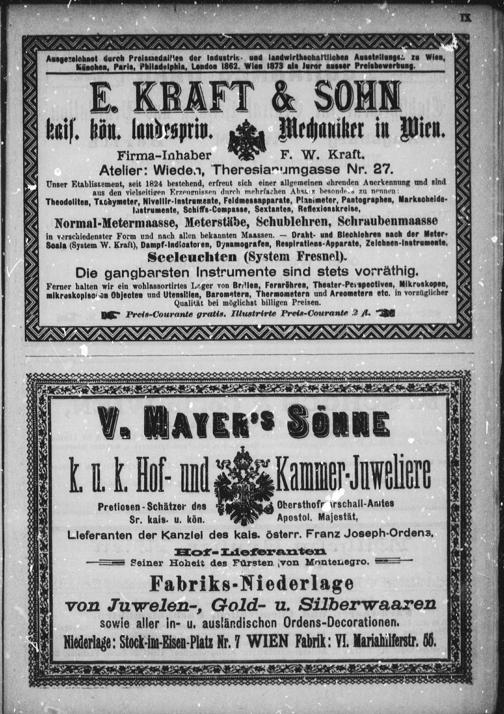 IX
Ausgezeichnet durch Preismedaillen der Industrie- und landwirthschaftlichen Ausstellungen zu Wien,
München, Paris, Philadelphia, London 1862. Wien 1873 als Juror ausser Preisbewerbung.
E. KRAFT & SOHN
kais. kön. landespriv. Mechaniker in Wien.
Firma-Inhaber F. W. Kraft.
Atelier: Wieden, Theresianumgasse Nr. 27.
Unser Etablissement, seit 1824 bestehend, erfreut sich einer allgemeinen ehrenden Anerkennung und sind
aus den vielseitigen Erzeugnissen durch mehrfachen Absatz besonders zu nennen:
Theodoliten, Tachymeter, Nivellir-Instrumente, Feldmessapparate, Planimeter, Pantographen, Markscheide-
Instrumente, Schiffs-Compasse, Sextanten, Reflexionskreise,
Normal-Metermaasse, Meterstäbe, Schublehren, Schraubenmaasse
in verschiedenster Form und nach allen bekannten Maassen. — Draht- und Blechlehren nach der Meter-
Scala (System W. Kraft), Dampf-Indicatoren, Dynamografen, Respirations-Apparate, Zeichnen-Instrumente,
Seeleuchten (System Fresnel).
Die gangbarsten Instrumente sind stets vorräthig.
Ferner halten wir ein wohlassortirtes Lager von Brillen, Fernröhren, Theater-Perspectiven, Mikroskopen,
mikroskopischen Objecten und Utensilien, Barometern, Thermometern und Areometern etc. in vorzüglicher
Qualität bei möglichst billigen Preisen.
Preis-Courante gratis. Illustrirte Preis-Courante 2 fl.
V. MAYER'S SÖHNE
k. u. k. Hof- und Kammer-Juweliere
Pretiosen-Schätzer des Obersthofmarschall-Amtes
Sr. kais. u. kön. Apostol. Majestät,
Lieferanten der Kanzlei des kais. österr. Franz Joseph-Ordens,
Hof-Lieferanten
Seiner Hoheit des Fürsten von Montenegro.
Fabriks-Niederlage
von Juwelen-, Gold- u. Silberwaaren
sowie aller in- u. ausländischen Ordens-Decorationen.
Niederlage: Stock-im-Eisen-Platz Nr. 7 WIEN Fabrik: VI. Mariahilferstr. 55.